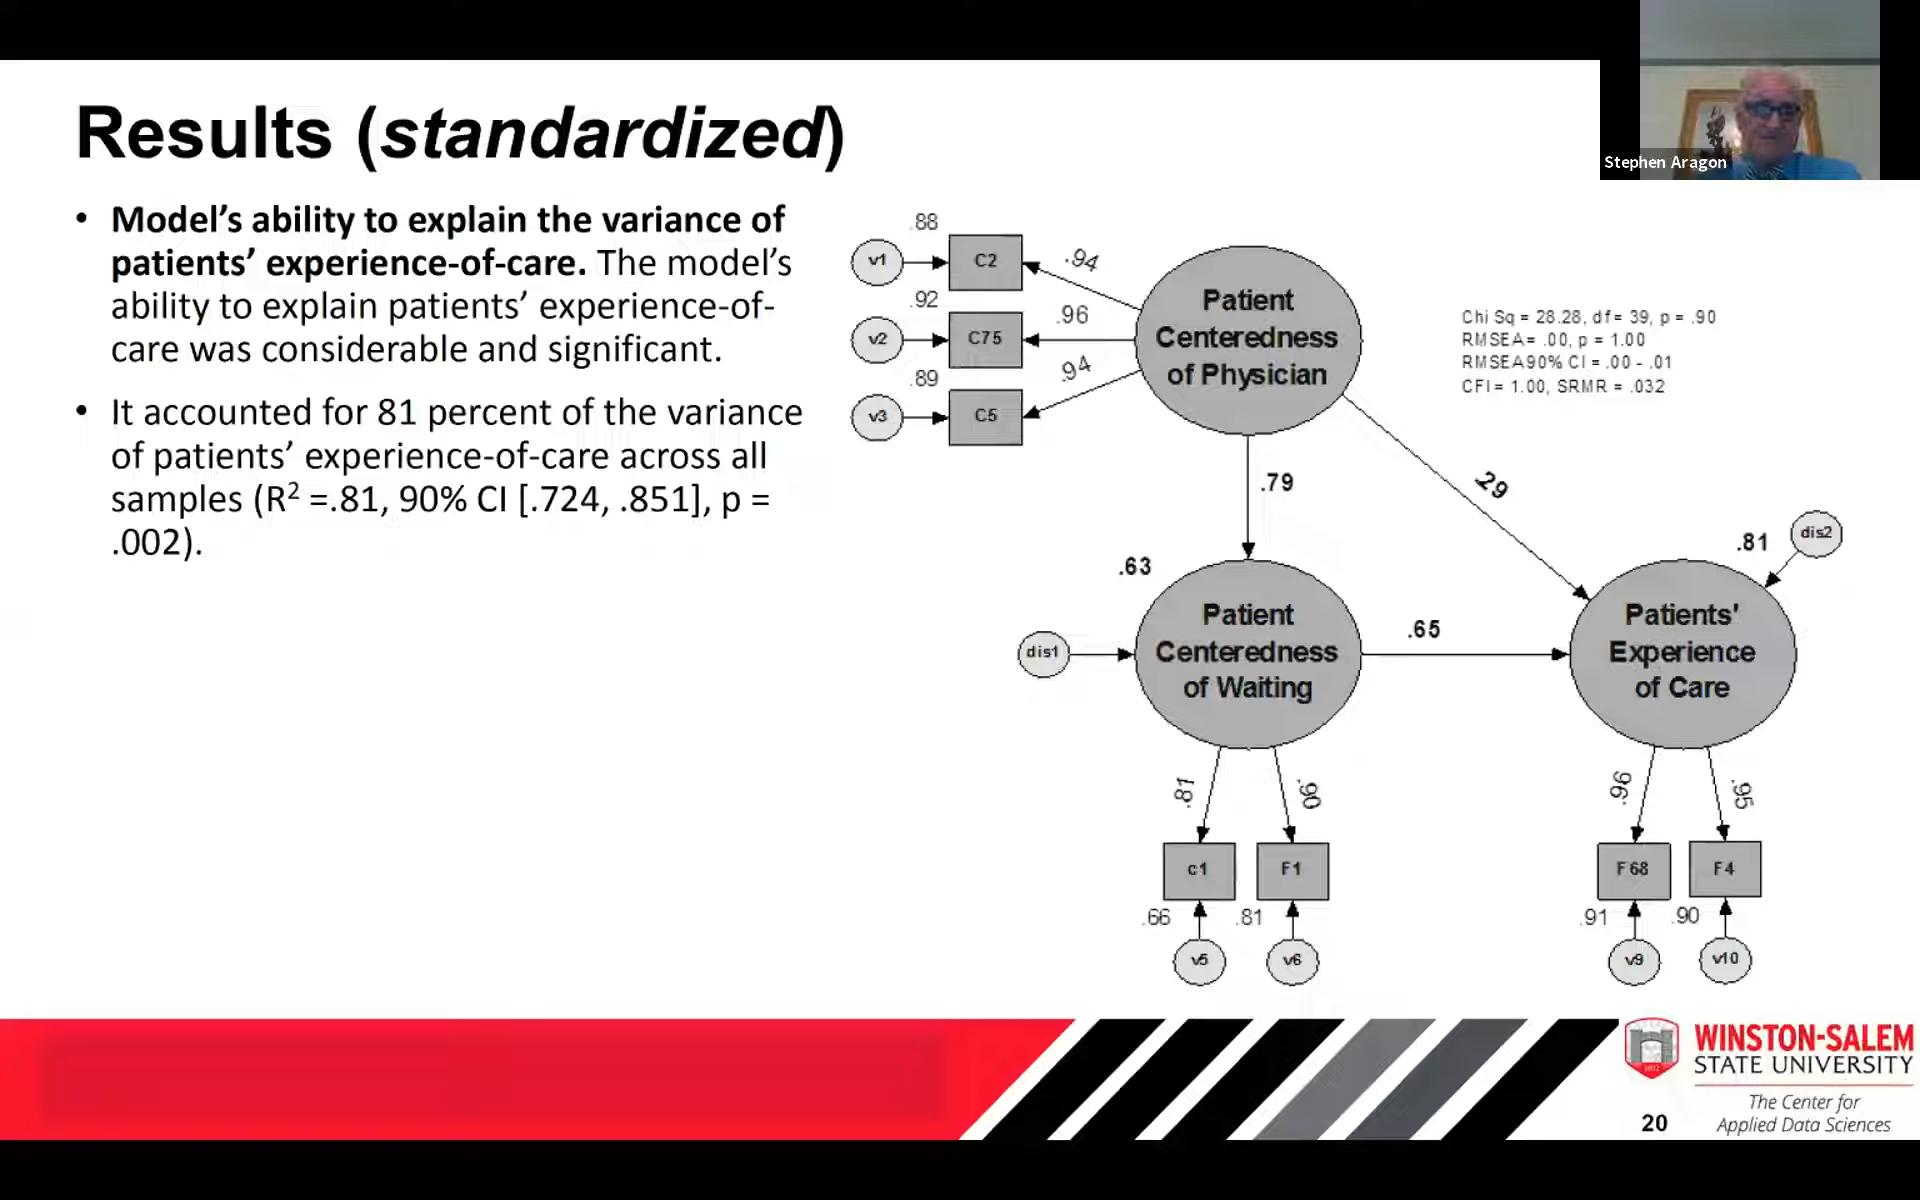 Stephen Aragon
Results (standardized)
• Model’s ability to explain the variance of
patients’ experience-of-care. The model’s
ability to explain patients’ experience-of-
care was considerable and significant.
• It accounted for 81 percent of the variance
of patients’ experience-of-care across all
samples (R² =.81, 90% CI [.724, .851], p =
.002).
.88
v1
C2
.94
.92
v2
C75
.96
.89
v3
C5
.94
Patient
Centeredness
of Physician
Chi Sq = 28.28, df= 39, p = .90
RMSEA= .00, p = 1.00
RMSEA90% CI = .00 - .01
CFI = 1.00, SRMR = .032
.79
.29
.63
dis1
Patient
Centeredness
of Waiting
.65
.81
dis2
Patients'
Experience
of Care
.81
.90
.96
.95
c1
F1
F68
F4
.66
.81
.91
.90
v5
v6
v9
v10
WINSTON-SALEM
STATE UNIVERSITY
The Center for
Applied Data Sciences
20